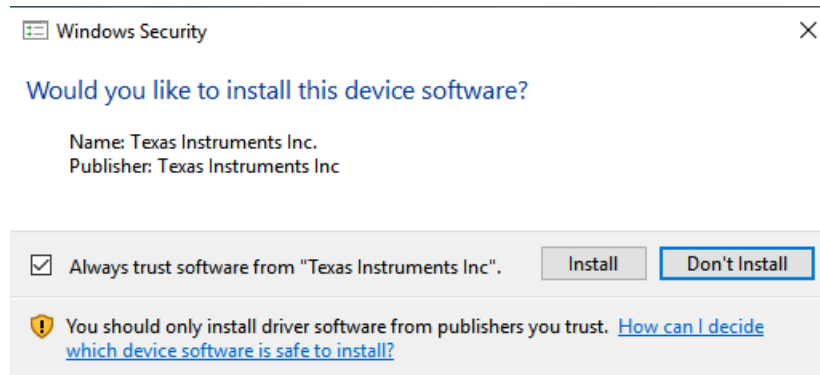 Windows Security
Would you like to install this device software?
Name: Texas Instruments Inc.
Publisher: Texas Instruments Inc
Always trust software from "Texas Instruments Inc".
Install
Don't Install
You should only install driver software from publishers you trust. How can I decide
which device software is safe to install?